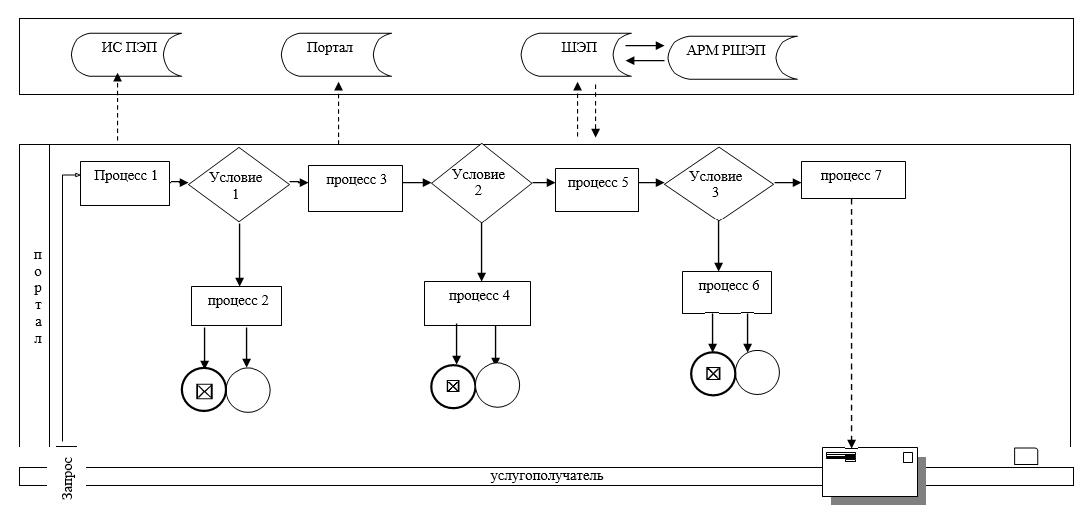 ИС ПЭП
Портал
ШЭП
АРМ РШЭП
Процесс 1
Условие
1
процесс 3
Условие
2
процесс 5
Условие
3
процесс 7
процесс 2
процесс 4
процесс 6
портал
Запрос
услугополучатель